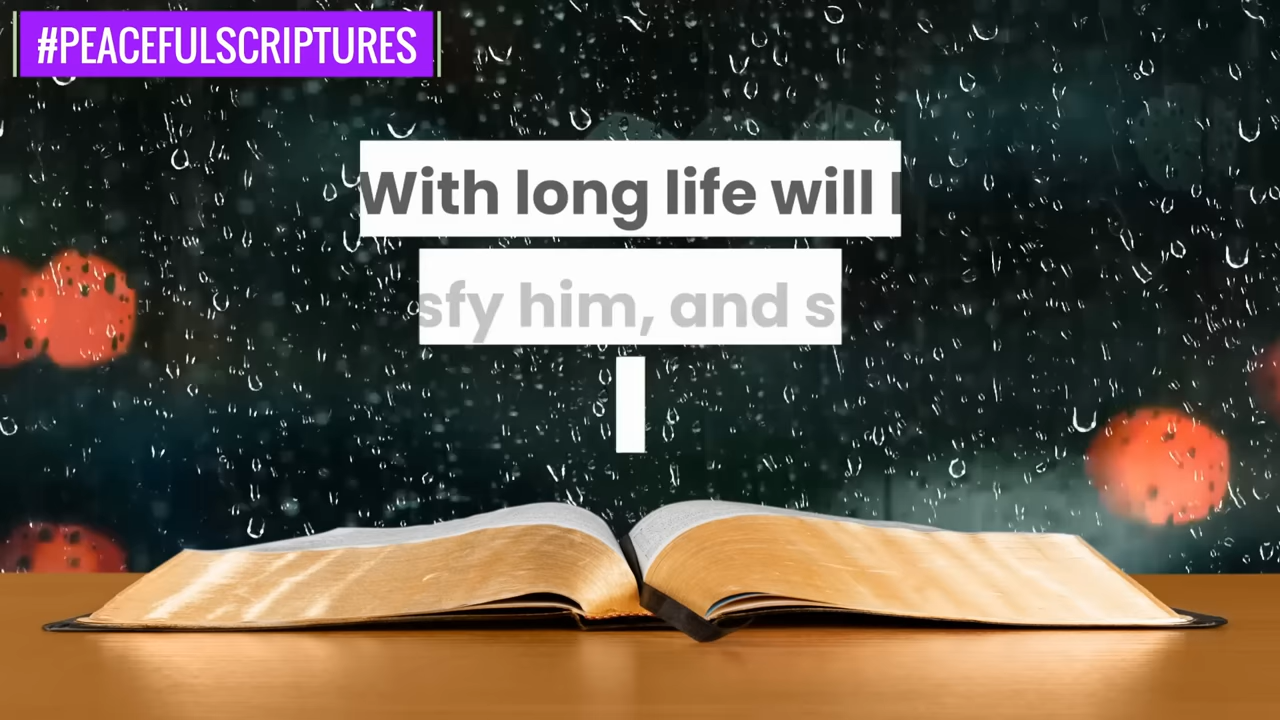 #PEACEFULSCRIPTURES
With long life will I
sfy him, and s